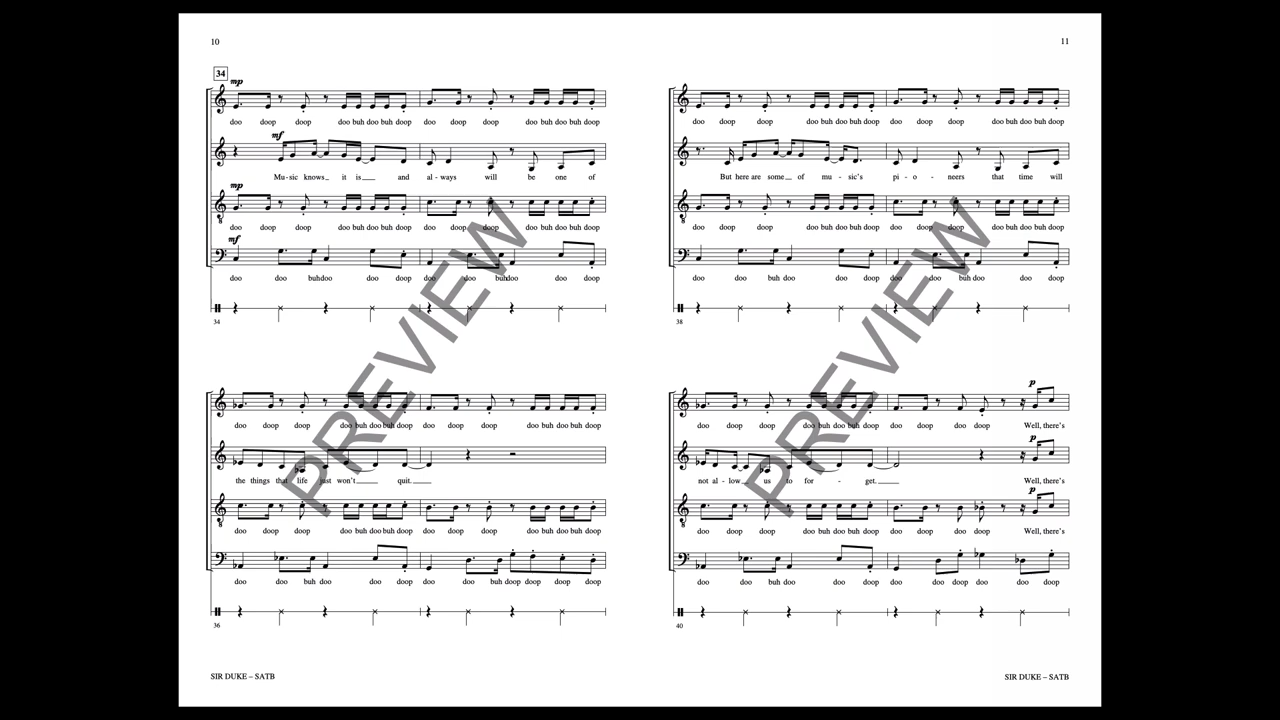 10
34
mp
doo doop doop doo buh doo buh doop doo doop doop doo buh doo buh doop
mf
Mu-sic knows_ it is___ and al-ways will be one of
mp
doo doop doop doo buh doo buh doop doo doop doop doo buh doo buh doop
mf
doo doo buh doo doo doop doo doo buh doo doo doop
34
doo doop doop doo buh doo buh doop doo doop doop doo buh doo buh doop
the things that life just won't____ quit.____
doo doop doop doo buh doo buh doop doo doop doop doo buh doo buh doop
doo doo buh doo doo doop doo doo buh doop doop doop doop
36
SIR DUKE – SATB
PREVIEW
11
doo doop doop doo buh doo buh doop doo doop doop doo buh doo buh doop
But here are some_ of mu - sic's pi - o - neers that time will
doo doop doop doo buh doo buh doop doo doop doop doo buh doo buh doop
doo doo buh doo doo doop doo doo buh doo doo doop
38
p
doo doop doop doo buh doo buh doop doo doop doop doop Well, there's
p
not al - low_ us to for - get.____ Well, there's
p
doo doop doop doo buh doo buh doop doo doop doop doop Well, there's
doo doo buh doo doo doop doo doo doop doo doo doop
40
SIR DUKE – SATB
PREVIEW